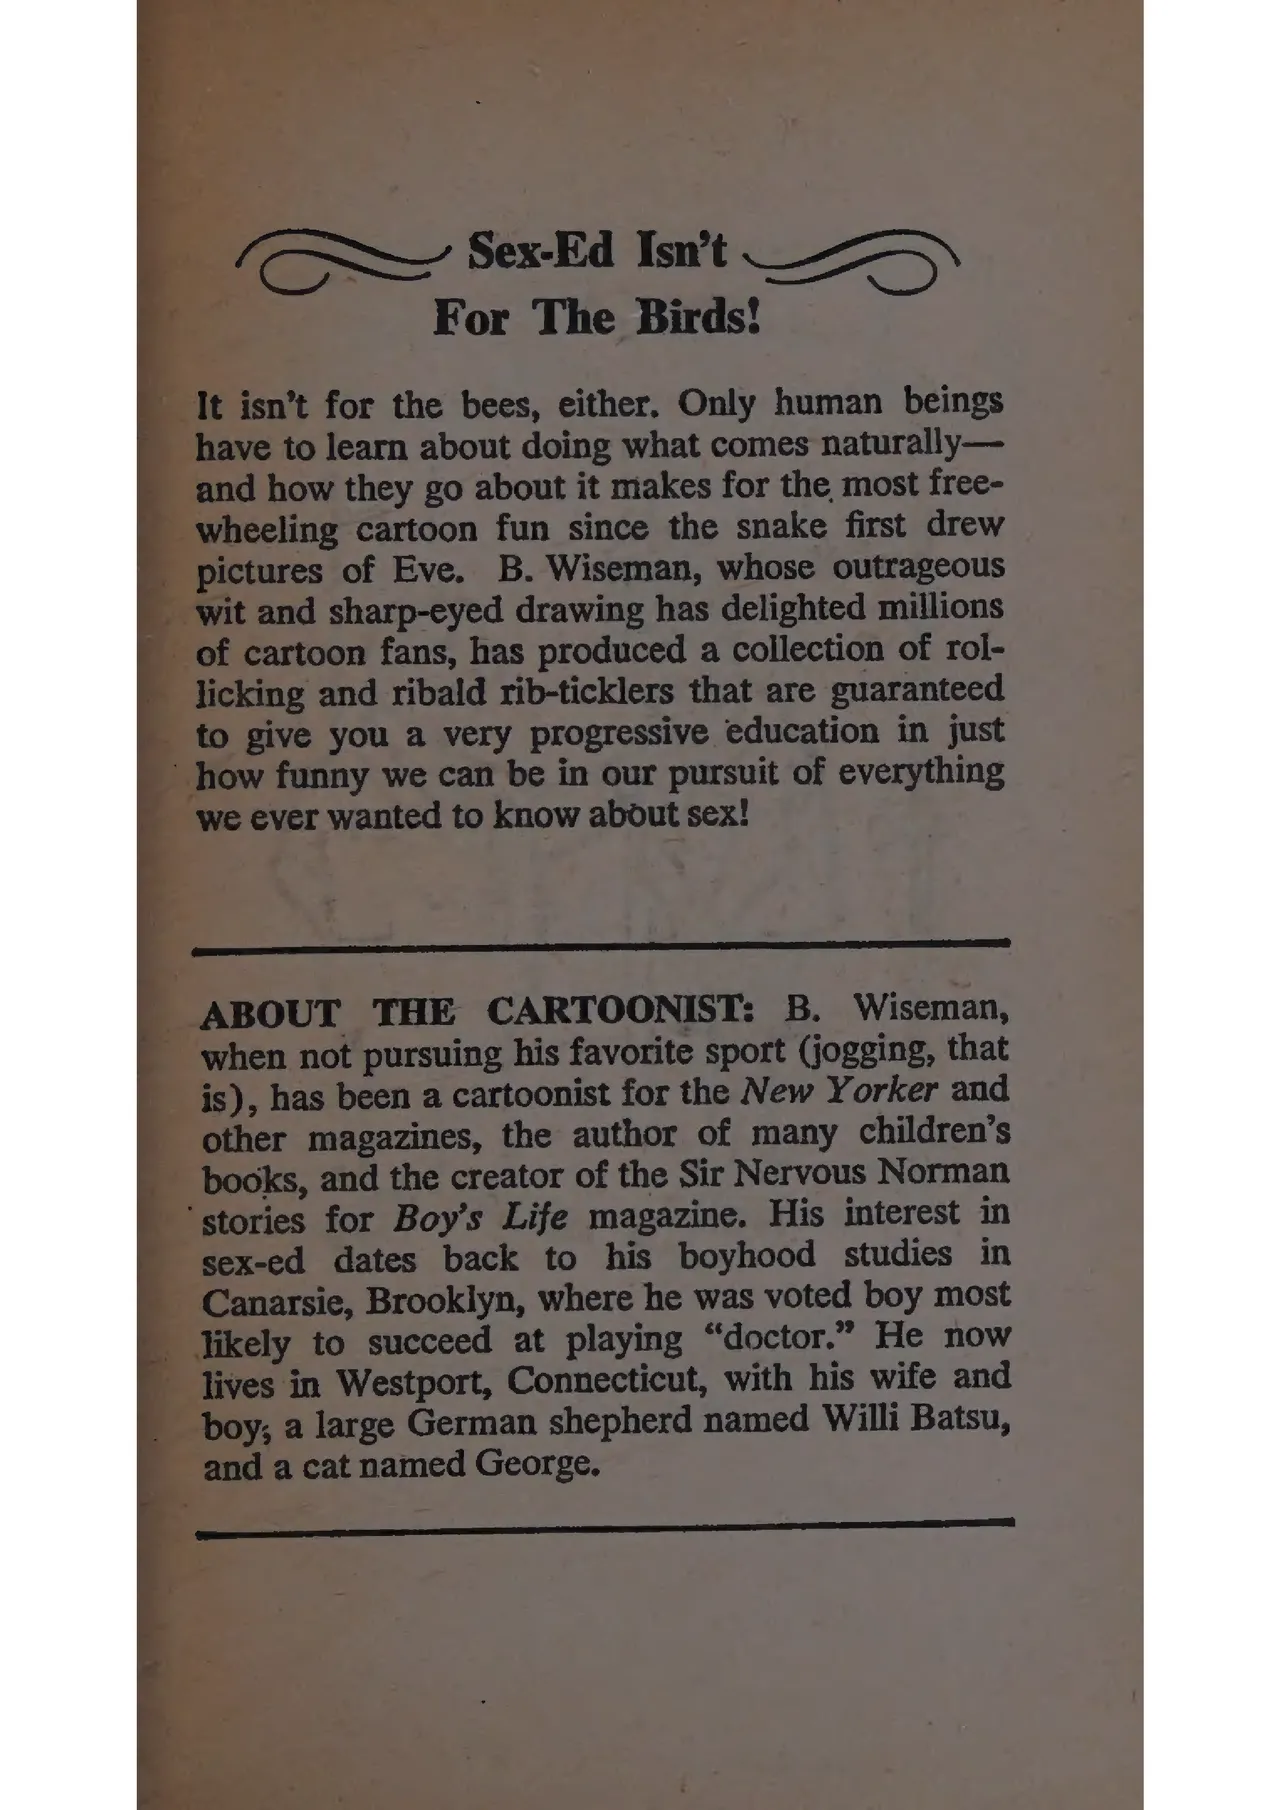 Sex-Ed Isn't
For The Birds!
It isn't for the bees, either. Only human beings
have to learn about doing what comes naturally—
and how they go about it makes for the most free-
wheeling cartoon fun since the snake first drew
pictures of Eve. B. Wiseman, whose outrageous
wit and sharp-eyed drawing has delighted millions
of cartoon fans, has produced a collection of rol-
licking and ribald rib-ticklers that are guaranteed
to give you a very progressive education in just
how funny we can be in our pursuit of everything
we ever wanted to know about sex!
ABOUT THE CARTOONIST: B. Wiseman,
when not pursuing his favorite sport (jogging, that
is), has been a cartoonist for the New Yorker and
other magazines, the author of many children's
books, and the creator of the Sir Nervous Norman
stories for Boy's Life magazine. His interest in
sex-ed dates back to his boyhood studies in
Canarsie, Brooklyn, where he was voted boy most
likely to succeed at playing “doctor.” He now
lives in Westport, Connecticut, with his wife and
boy; a large German shepherd named Willi Batsu,
and a cat named George.